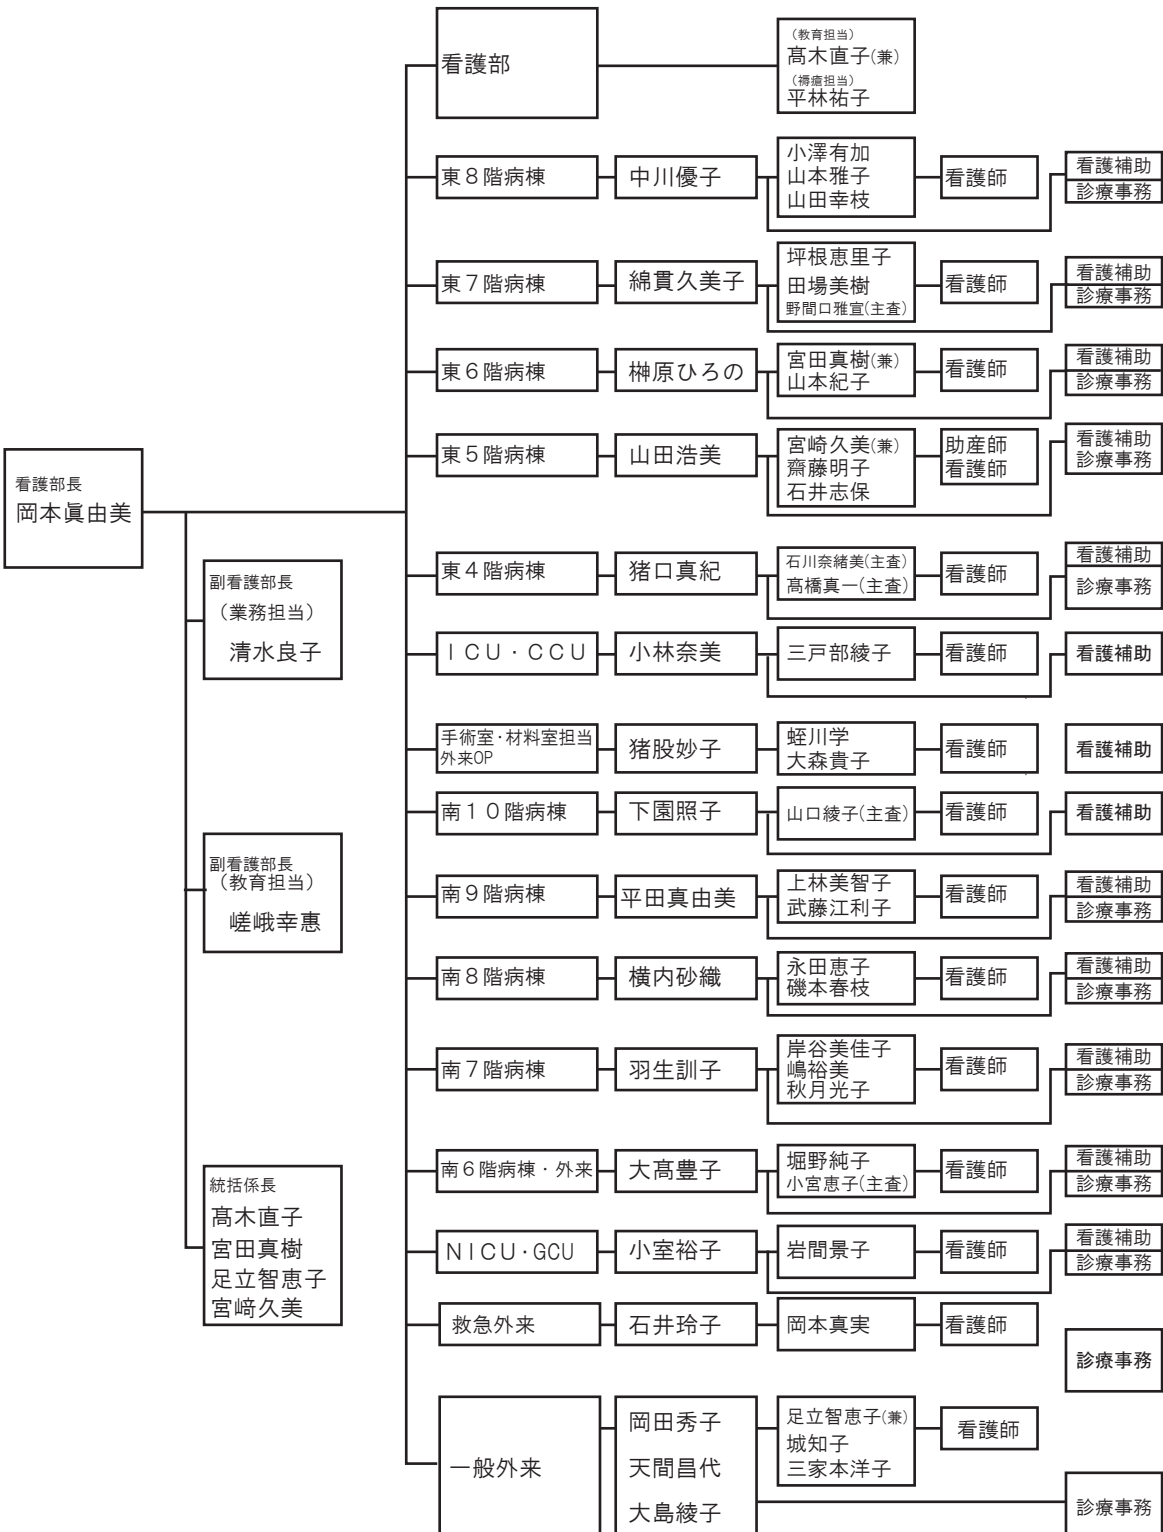 看護部長
岡本眞由美
副看護部長
（業務担当）
清水良子
副看護部長
（教育担当）
嵯峨幸惠
統括係長
髙木直子
宮田真樹
足立智恵子
宮﨑久美
看護部
（教育担当）
髙木直子(兼)
（褥瘡担当）
平林祐子
東８階病棟
中川優子
小澤有加
山本雅子
山田幸枝
看護師
看護補助
診療事務
東７階病棟
綿貫久美子
坪根恵里子
田場美樹
野間口雅宣(主査)
看護師
看護補助
診療事務
東６階病棟
榊原ひろの
宮田真樹(兼)
山本紀子
看護師
看護補助
診療事務
東５階病棟
山田浩美
宮崎久美(兼)
齋藤明子
石井志保
助産師
看護師
看護補助
診療事務
東４階病棟
猪口真紀
石川奈緒美(主査)
髙橋真一(主査)
看護師
看護補助
診療事務
ＩＣＵ・ＣＣＵ
小林奈美
三戸部綾子
看護師
看護補助
手術室･材料室担当
外来OP
猪股妙子
蛭川学
大森貴子
看護師
看護補助
南１０階病棟
下園照子
山口綾子(主査)
看護師
看護補助
南９階病棟
平田真由美
上林美智子
武藤江利子
看護師
看護補助
診療事務
南８階病棟
横内砂織
永田恵子
磯本春枝
看護師
看護補助
診療事務
南７階病棟
羽生訓子
岸谷美佳子
嶋裕美
秋月光子
看護師
看護補助
診療事務
南６階病棟・外来
大髙豊子
堀野純子
小宮恵子(主査)
看護師
看護補助
診療事務
ＮＩＣＵ･GCU
小室裕子
岩間景子
看護師
看護補助
診療事務
救急外来
石井玲子
岡本真実
看護師
診療事務
一般外来
岡田秀子
天間昌代
大島綾子
足立智恵子(兼)
城知子
三家本洋子
看護師
診療事務